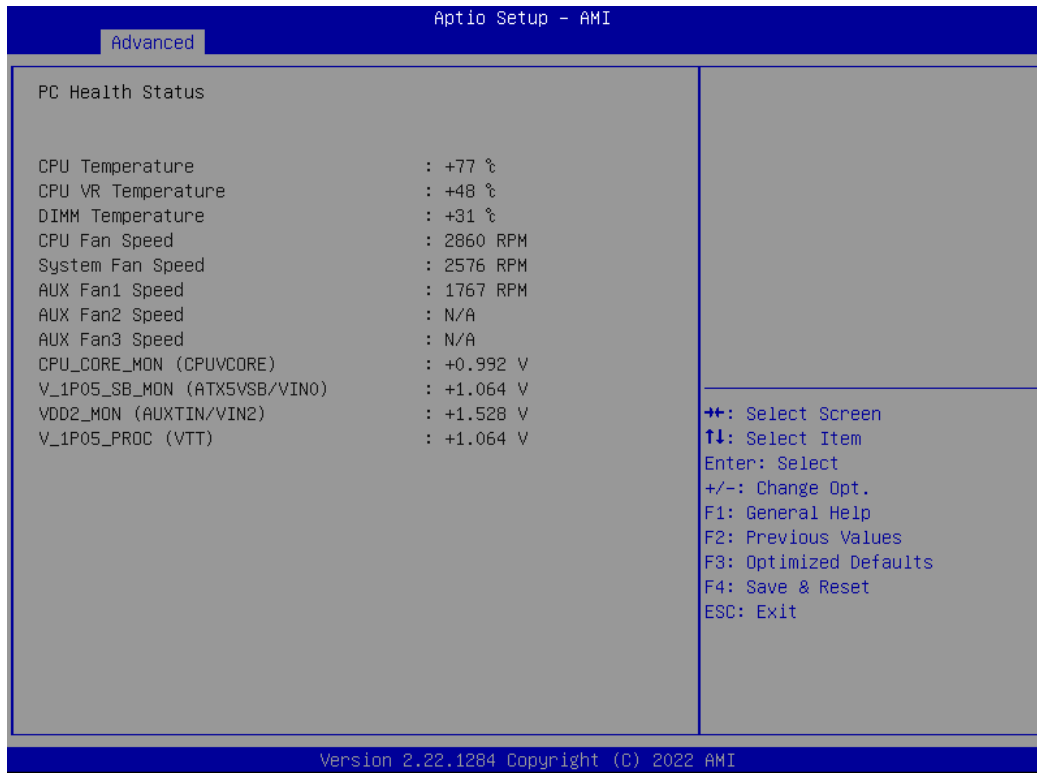 Aptio Setup – AMI
Advanced
PC Health Status
CPU Temperature : +77 ℃
CPU VR Temperature : +48 ℃
DIMM Temperature : +31 ℃
CPU Fan Speed : 2860 RPM
System Fan Speed : 2576 RPM
AUX Fan1 Speed : 1767 RPM
AUX Fan2 Speed : N/A
AUX Fan3 Speed : N/A
CPU_CORE_MON (CPUVCORE) : +0.992 V
V_1P05_SB_MON (ATX5VSB/VIN0) : +1.064 V
VDD2_MON (AUXTIN/VIN2) : +1.528 V
V_1P05_PROC (VTT) : +1.064 V
→←: Select Screen
↑↓: Select Item
Enter: Select
+/-: Change Opt.
F1: General Help
F2: Previous Values
F3: Optimized Defaults
F4: Save & Reset
ESC: Exit
Version 2.22.1284 Copyright (C) 2022 AMI